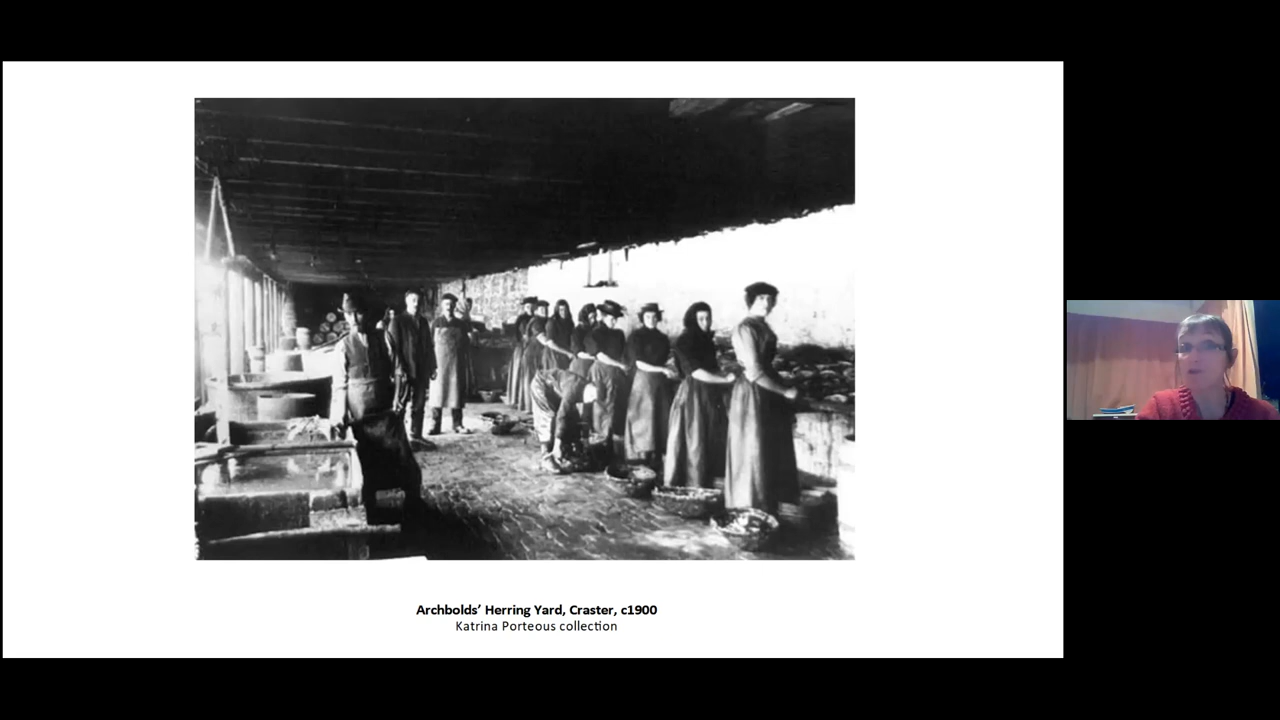 Archbolds’ Herring Yard, Craster, c1900
Katrina Porteous collection